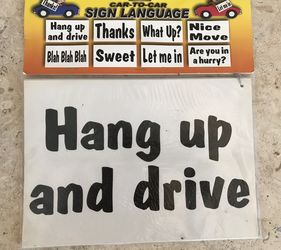 CAR-TO-CAR
SIGN LANGUAGE
Hang up
and drive
Thanks
What Up?
Nice
Move
Blah Blah Blah
Sweet
Let me in
Are you in
a hurry?
Hang up
and drive